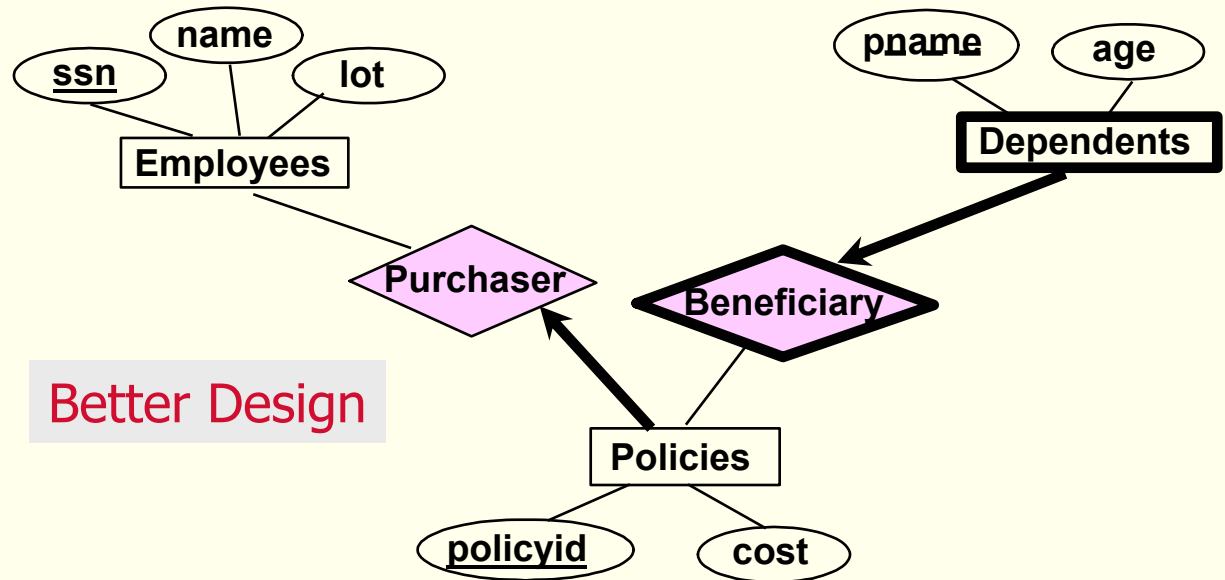 name
ssn
lot
Employees
pname
age
Dependents
Purchaser
Beneficiary
Better Design
Policies
policyid
cost